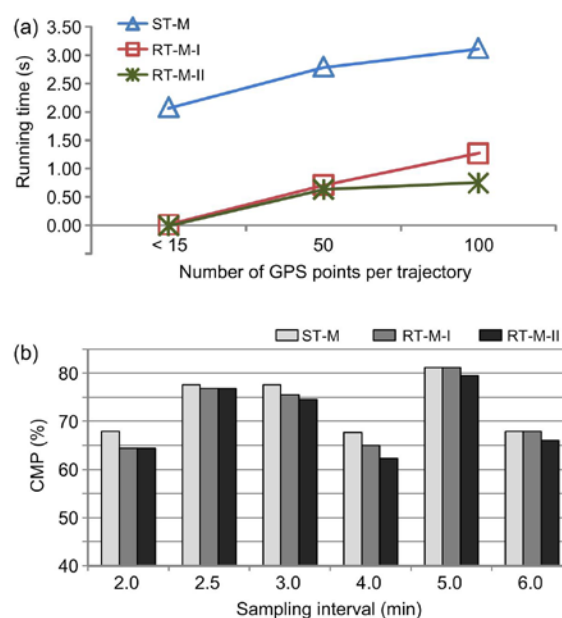 (a)
ST-M
RT-M-I
RT-M-II
Running time (s)
3.50
3.00
2.50
2.00
1.50
1.00
0.50
0.00
< 15 50 100
Number of GPS points per trajectory
(b)
ST-M RT-M-I RT-M-II
CMP (%)
80
70
60
50
40
2.0 2.5 3.0 4.0 5.0 6.0
Sampling interval (min)